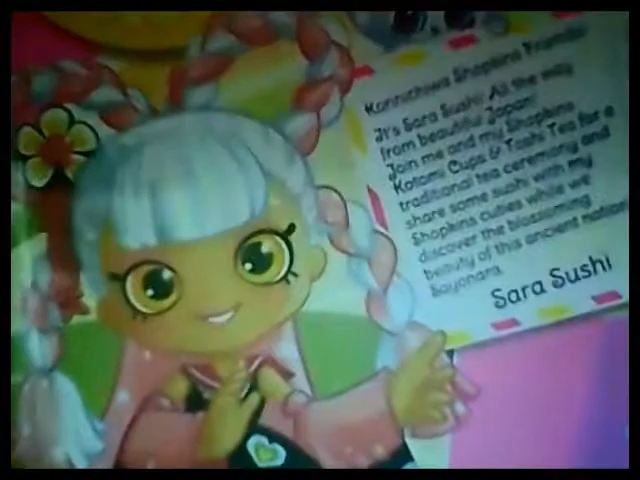 Konnichiwa Shopkins Friends!
It's Sara Sushi! All the way
from beautiful Japan!
Join me and my Shopkins
Kotomi Cups & Toshi Tea for a
traditional tea ceremony and
share some sushi with my
Shopkins cuties while we
discover the blossoming
beauty of this ancient nation!
Sayonara.
Sara Sushi